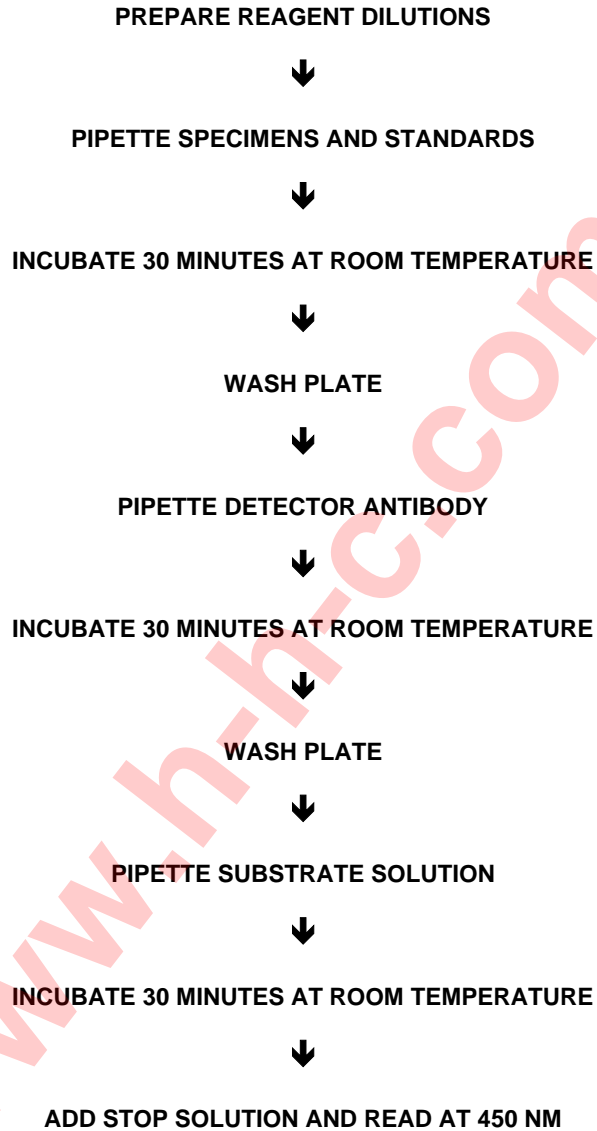 PREPARE REAGENT DILUTIONS
PIPETTE SPECIMENS AND STANDARDS
INCUBATE 30 MINUTES AT ROOM TEMPERATURE
WASH PLATE
PIPETTE DETECTOR ANTIBODY
INCUBATE 30 MINUTES AT ROOM TEMPERATURE
WASH PLATE
PIPETTE SUBSTRATE SOLUTION
INCUBATE 30 MINUTES AT ROOM TEMPERATURE
ADD STOP SOLUTION AND READ AT 450 NM
ww.h-h-c.com